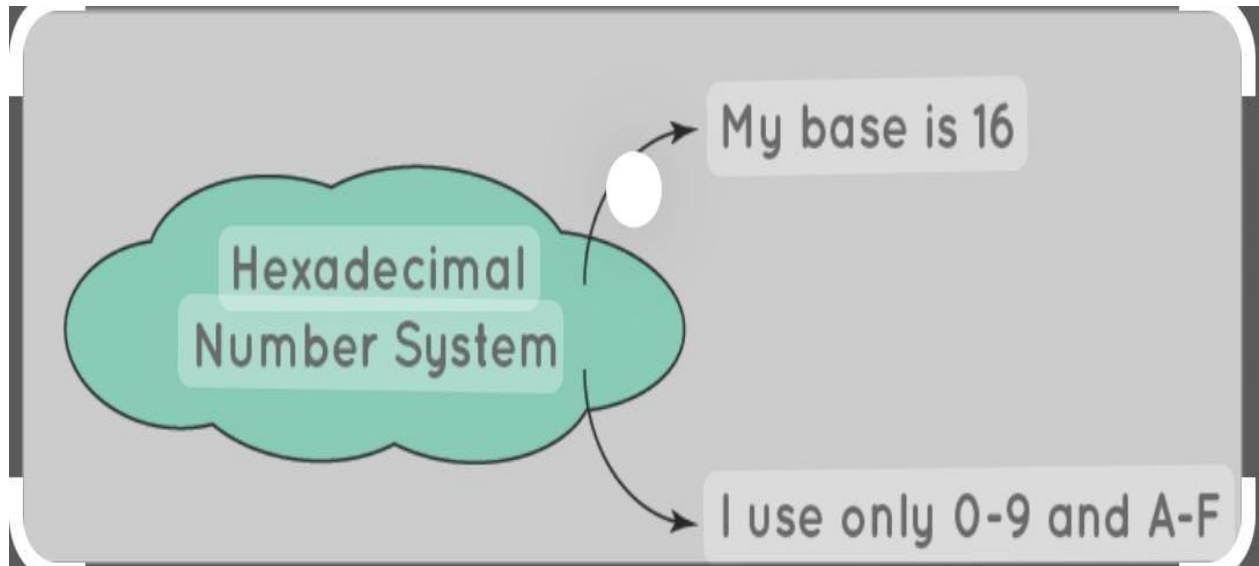 Hexadecimal
Number System
My base is 16
I use only 0-9 and A-F